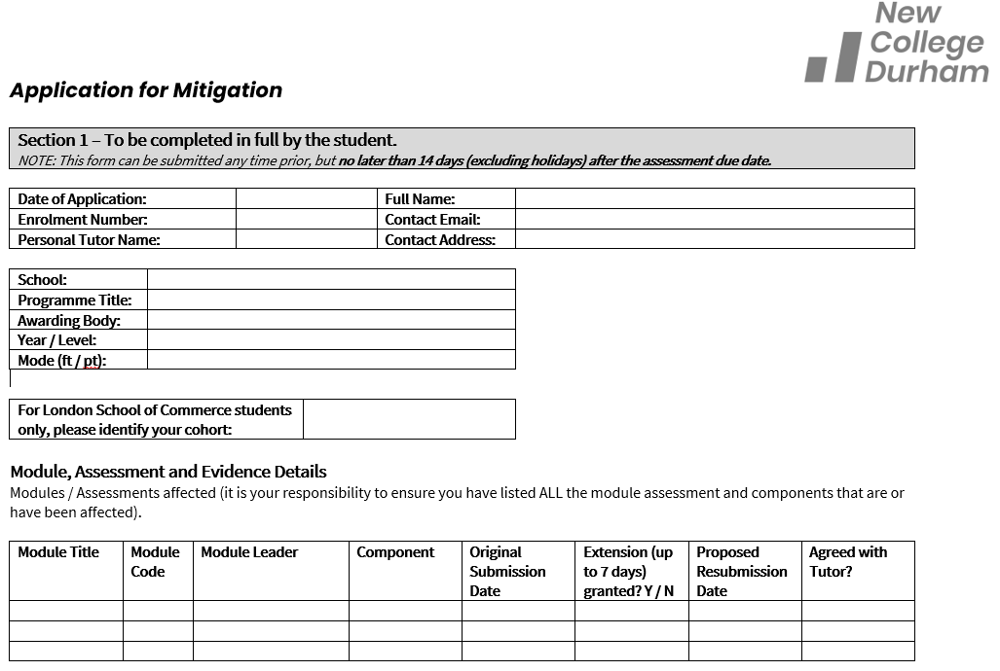 New
College
Durham
Application for Mitigation
Section 1 – To be completed in full by the student.
NOTE: This form can be submitted any time prior, but no later than 14 days (excluding holidays) after the assessment due date.
Date of Application: Full Name:
Enrolment Number: Contact Email:
Personal Tutor Name: Contact Address:
School:
Programme Title:
Awarding Body:
Year / Level:
Mode (ft / pt):
For London School of Commerce students
only, please identify your cohort:
Module, Assessment and Evidence Details
Modules / Assessments affected (it is your responsibility to ensure you have listed ALL the module assessment and components that are or
have been affected).
Module Title Module Module Leader Component Original Extension (up Proposed Agreed with
Code Submission to 7 days) Resubmission Tutor?
Date granted? Y / N Date